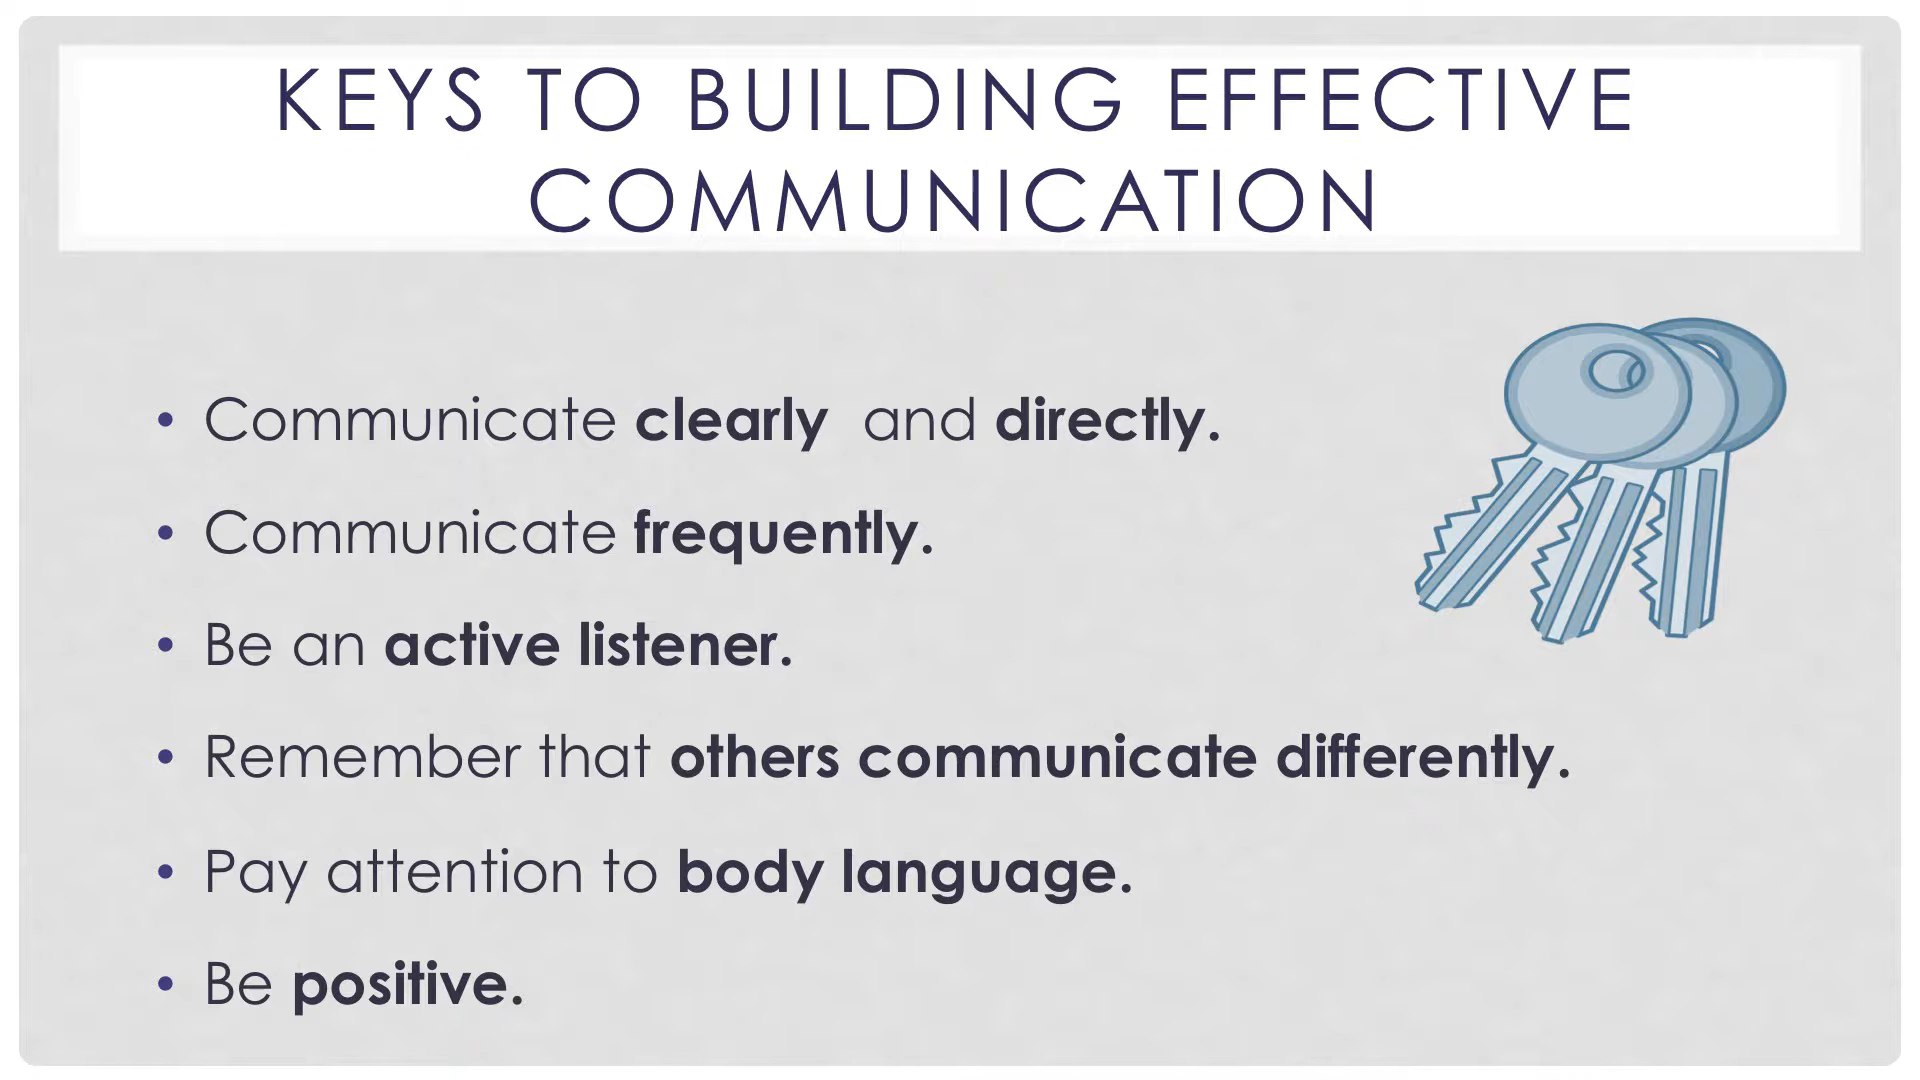 KEYS TO BUILDING EFFECTIVE
COMMUNICATION
• Communicate clearly and directly.
• Communicate frequently.
• Be an active listener.
• Remember that others communicate differently.
• Pay attention to body language.
• Be positive.